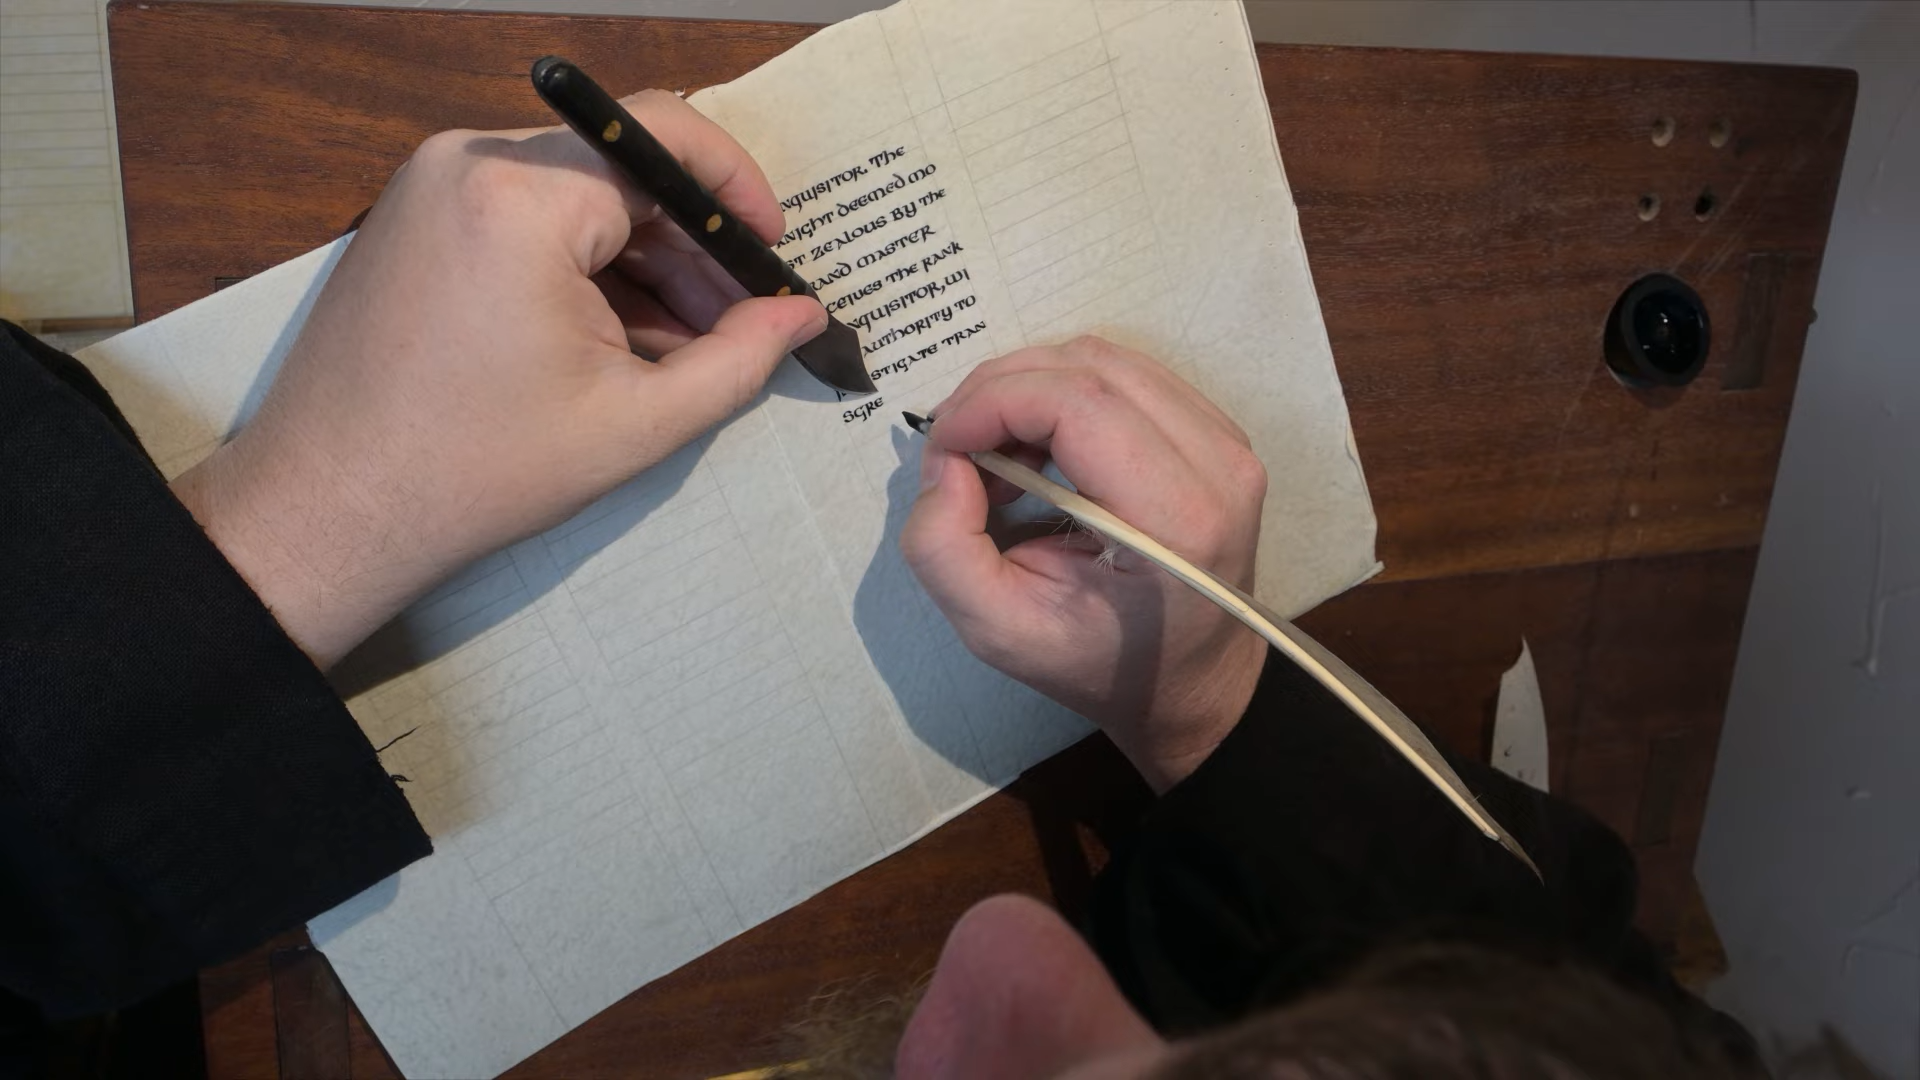 NQUISITOR. The
KNIGHT DEEMED MO
ST ZEALOUS BY The
RAND MASTER
CEIVES THE RANK
NQUISITOR, WI
AUTHORITY TO
STIGATE TRAN
SGRE